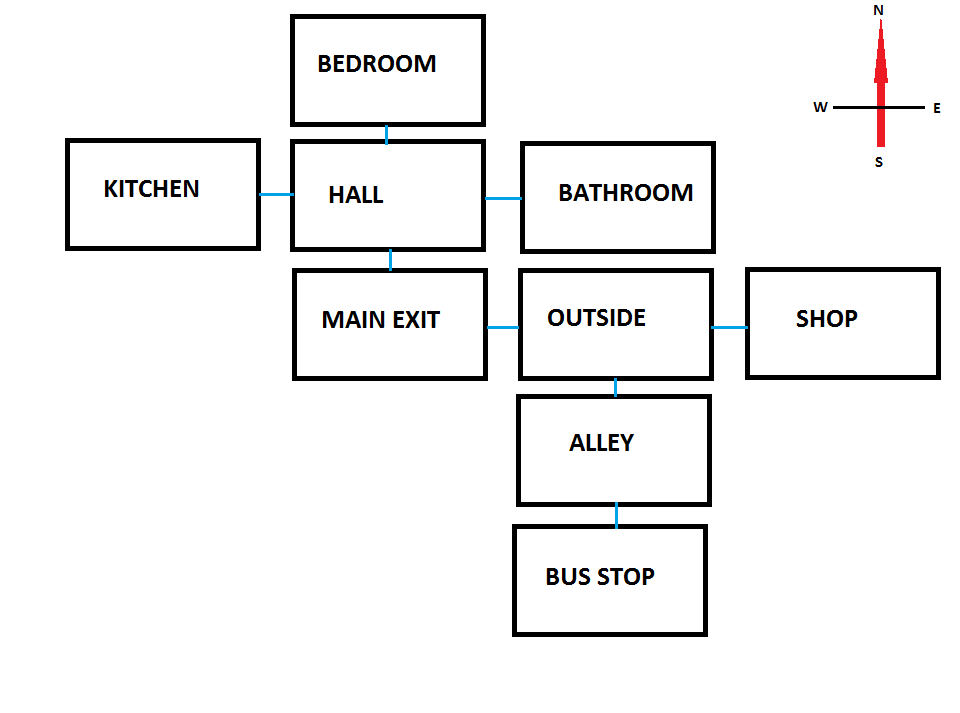 N
BEDROOM
W
E
S
KITCHEN
HALL
BATHROOM
MAIN EXIT
OUTSIDE
SHOP
ALLEY
BUS STOP